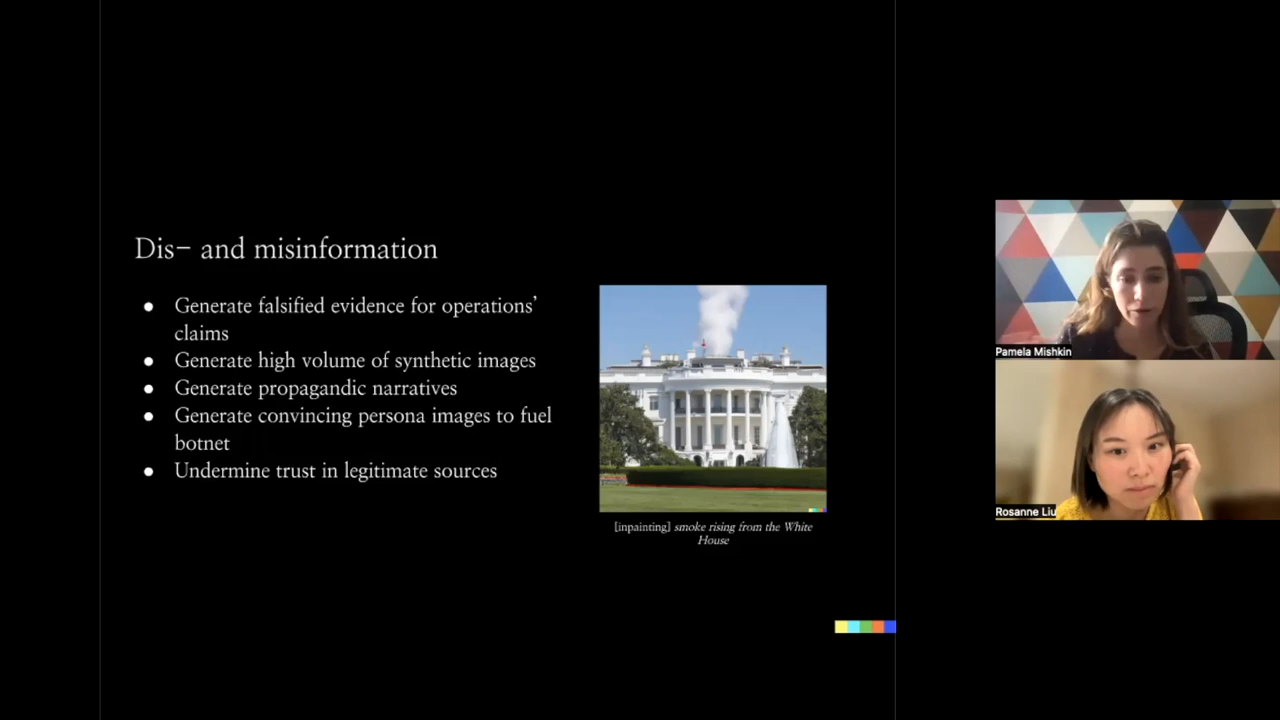 Dis- and misinformation
● Generate falsified evidence for operations’
claims
● Generate high volume of synthetic images
● Generate propagandic narratives
● Generate convincing persona images to fuel
botnet
● Undermine trust in legitimate sources
[inpainting] smoke rising from the White
House
Pamela Mishkin
Rosanne Liu